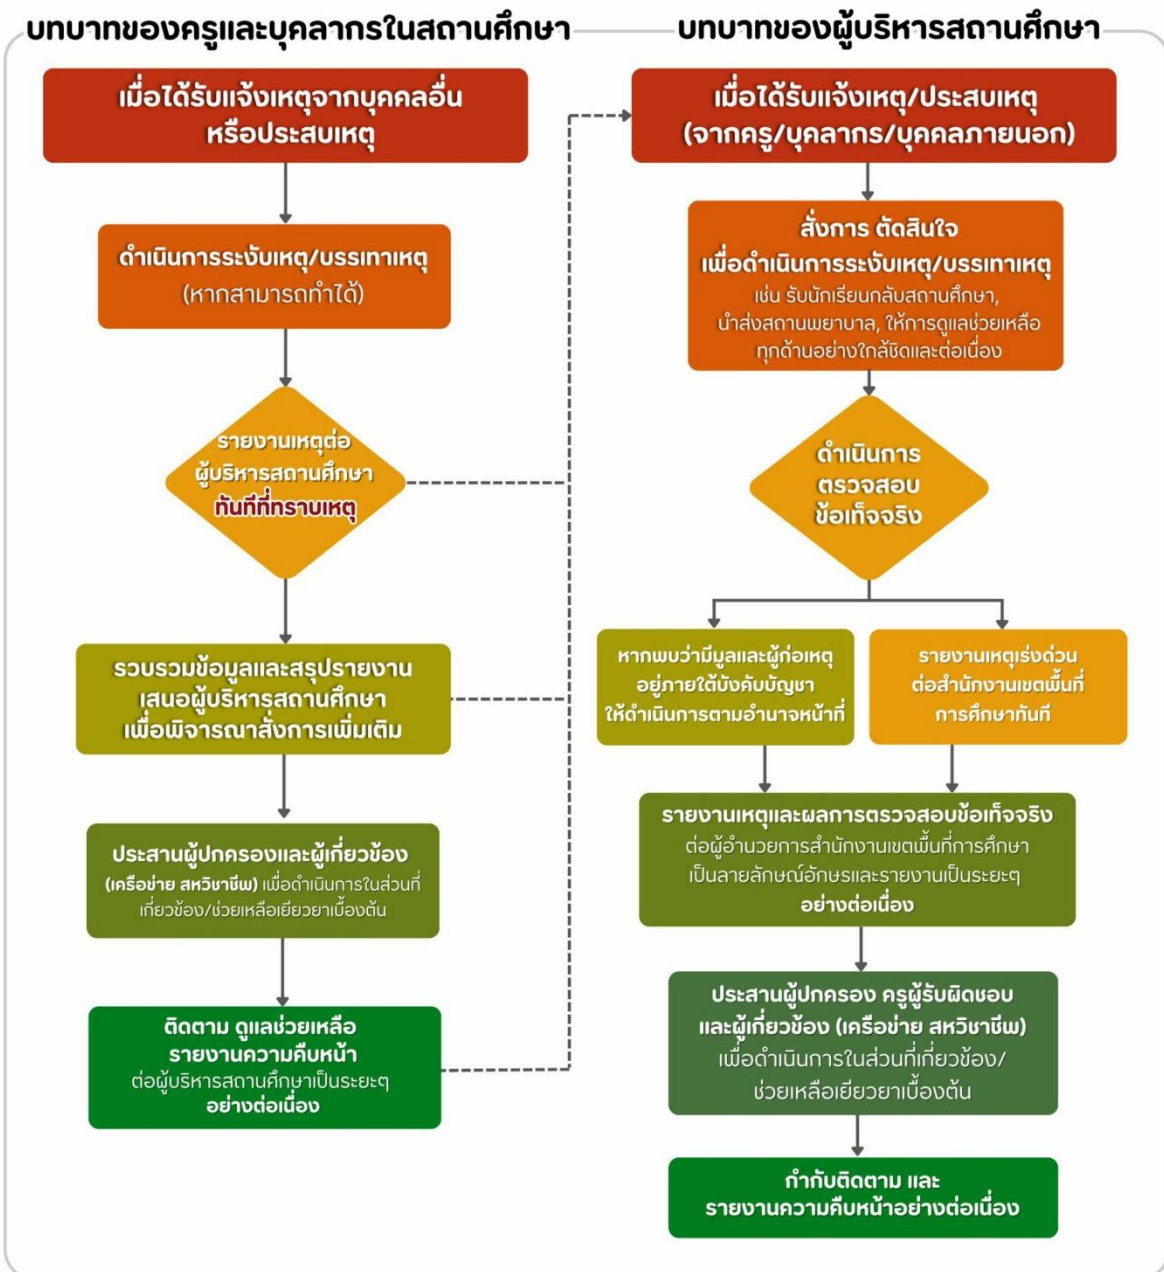 บทบาทของครูและบุคลากรในสถานศึกษา
เมื่อได้รับแจ้งเหตุจากบุคคลอื่น
หรือประสบเหตุ
ดำเนินการระงับเหตุ/บรรเทาเหตุ
(หากสามารถทำได้)
รายงานเหตุต่อ
ผู้บริหารสถานศึกษา
ทันทีที่ทราบเหตุ
รวบรวมข้อมูลและสรุปรายงาน
เสนอผู้บริหารสถานศึกษา
เพื่อพิจารณาสั่งการเพิ่มเติม
ประสานผู้ปกครองและผู้เกี่ยวข้อง
(เครือข่าย สหวิชาชีพ) เพื่อดำเนินการในส่วนที่
เกี่ยวข้อง/ช่วยเหลือเยียวยาเบื้องต้น
ติดตาม ดูแลช่วยเหลือ
รายงานความคืบหน้า
ต่อผู้บริหารสถานศึกษาเป็นระยะๆ
อย่างต่อเนื่อง
บทบาทของผู้บริหารสถานศึกษา
เมื่อได้รับแจ้งเหตุ/ประสบเหตุ
(จากครู/บุคลากร/บุคคลภายนอก)
สั่งการ ตัดสินใจ
เพื่อดำเนินการระงับเหตุ/บรรเทาเหตุ
เช่น รับนักเรียนกลับสถานศึกษา,
นำส่งสถานพยาบาล, ให้การดูแลช่วยเหลือ
ทุกด้านอย่างใกล้ชิดและต่อเนื่อง
ดำเนินการ
ตรวจสอบ
ข้อเท็จจริง
หากพบว่ามีมูลและผู้ก่อเหตุ
อยู่ภายใต้บังคับบัญชา
ให้ดำเนินการตามอำนาจหน้าที่
รายงานเหตุเร่งด่วน
ต่อสำนักงานเขตพื้นที่
การศึกษาทันที
รายงานเหตุและผลการตรวจสอบข้อเท็จจริง
ต่อผู้อำนวยการสำนักงานเขตพื้นที่การศึกษา
เป็นลายลักษณ์อักษรและรายงานเป็นระยะๆ
อย่างต่อเนื่อง
ประสานผู้ปกครอง ครูผู้รับผิดชอบ
และผู้เกี่ยวข้อง (เครือข่าย สหวิชาชีพ)
เพื่อดำเนินการในส่วนที่เกี่ยวข้อง/
ช่วยเหลือเยียวยาเบื้องต้น
กำกับติดตาม และ
รายงานความคืบหน้าอย่างต่อเนื่อง